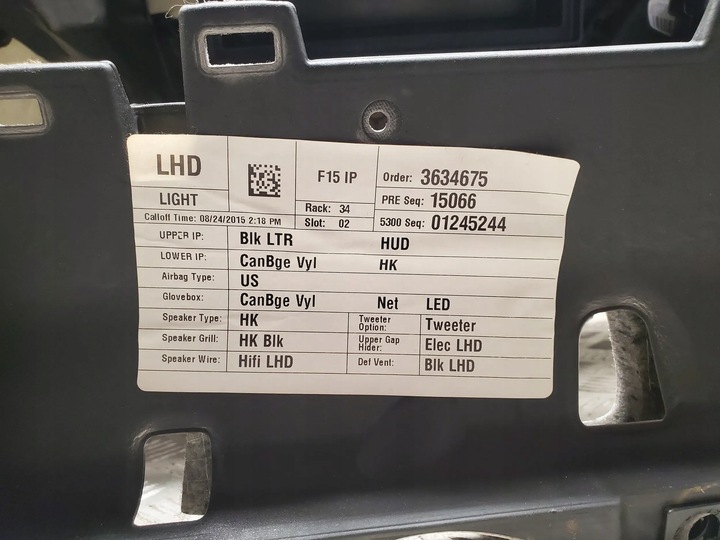 LHD
F15 IP
Order: 3634675
LIGHT
PRE Seq: 15066
Rack: 34
Calloff Time: 08/24/2015 2:18 PM
Slot: 02
5300 Seq: 01245244
UPPER IP: Blk LTR HUD
LOWER IP: CanBge Vyl HK
Airbag Type: US
Glovebox: CanBge Vyl Net LED
Speaker Type: HK Tweeter Option: Tweeter
Speaker Grill: HK Blk Upper Gap Hider: Elec LHD
Speaker Wire: Hifi LHD Def Vent: Blk LHD